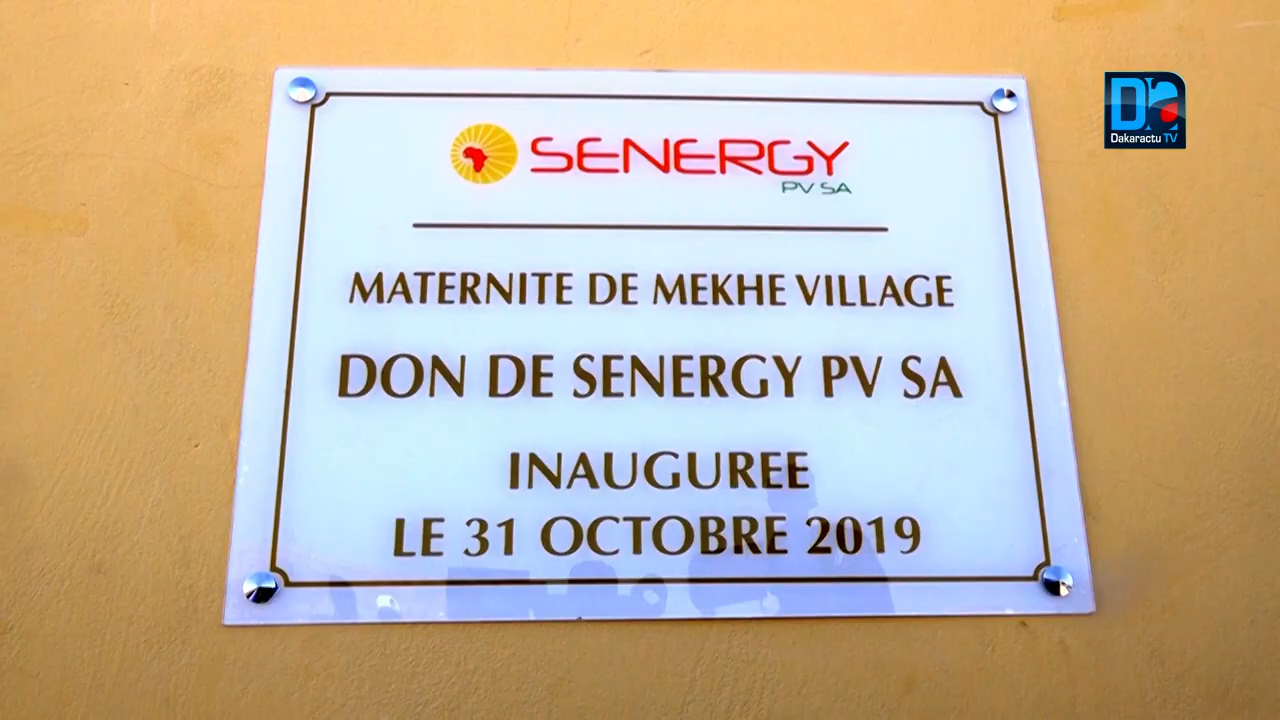 SENERGY
PV SA
MATERNITE DE MEKHE VILLAGE
DON DE SENERGY PV SA
INAUGUREE
LE 31 OCTOBRE 2019
Dakaractu TV